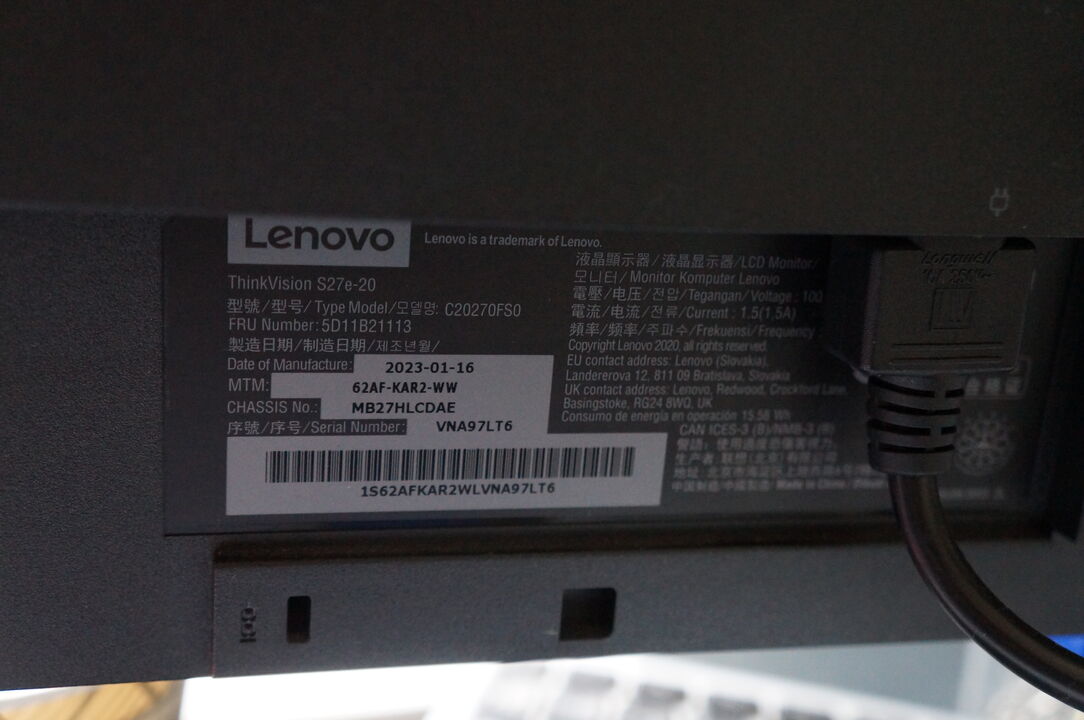 Lenovo
Lenovo is a trademark of Lenovo.
ThinkVision S27e-20
型號/型号/Type Model/모델명: C20270FS0
FRU Number: 5D11B21113
製造日期/制造日期/제조년월/
Date of Manufacture: 2023-01-16
MTM: 62AF-KAR2-WW
CHASSIS No.: MB27HLCDAE
序號/序号/Serial Number: VNA97LT6
1S62AFKAR2WLVNA97LT6
液晶顯示器/液晶显示器/LCD Monitor/
모니터/Monitor Komputer Lenovo
電壓/电压/전압/Tegangan/Voltage: 100
電流/电流/전류/Current: 1.5(1,5A)
頻率/频率/주파수/Frekuensi/Frequency
Copyright Lenovo 2020, all rights reserved.
EU contact address: Lenovo (Slovakia),
Landererova 12, 811 09 Bratislava, Slovakia
UK contact address: Lenovo, Redwood, Crockford Lane
Basingstoke, RG24 8WQ, UK
Consumo de energía en operación 15.56 Wh
CAN ICES-3 (B)/NMB-3 (B)
Made in China
Longwell